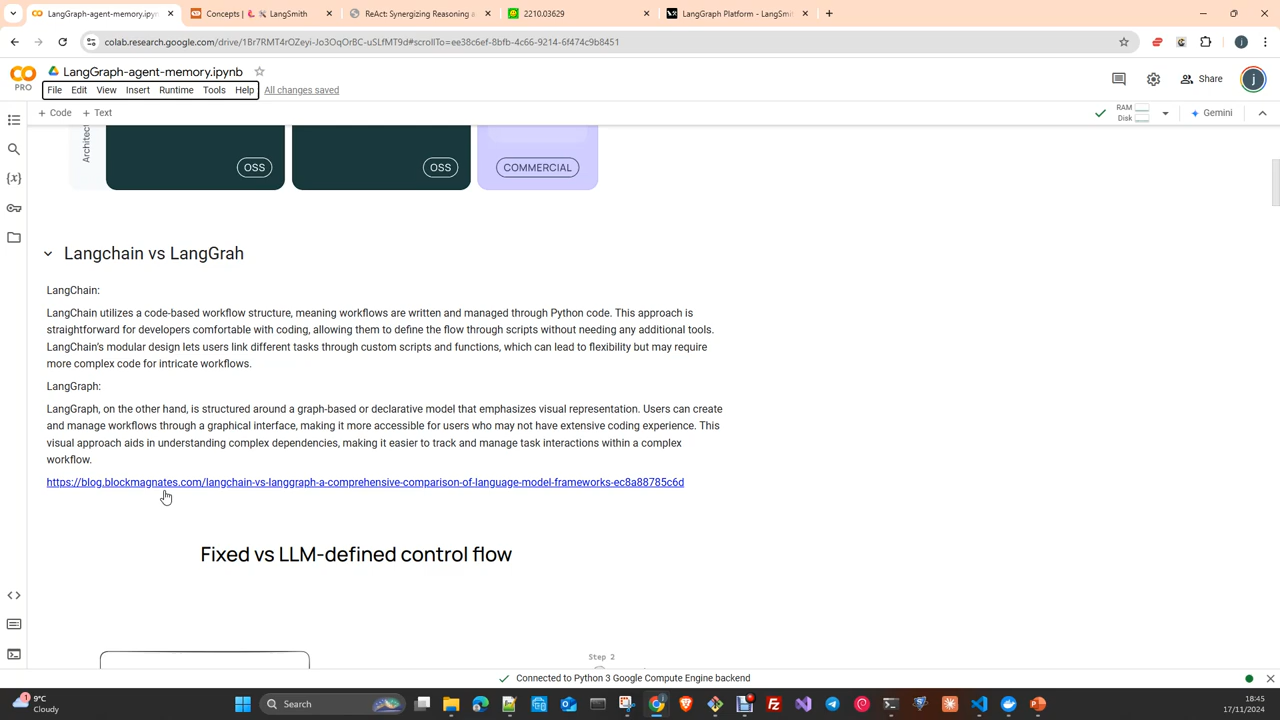 LangGraph-agent-memory.ipynb
Concepts | 🦜🛠️ LangSmith
ReAct: Synergizing Reasoning a
2210.03629
LangGraph Platform - LangSmit
colab.research.google.com/drive/1Br7RMT4rOZeyi-Jo3OqOrBC-uSLfMT9d#scrollTo=ee38c6ef-8bfb-4c66-9214-6f474c9b8451
PRO
LangGraph-agent-memory.ipynb
Share
j
File Edit View Insert Runtime Tools Help All changes saved
+ Code + Text
RAM
Disk
Gemini
Architec
OSS
OSS
COMMERCIAL
Langchain vs LangGrah
LangChain:
LangChain utilizes a code-based workflow structure, meaning workflows are written and managed through Python code. This approach is
straightforward for developers comfortable with coding, allowing them to define the flow through scripts without needing any additional tools.
LangChain's modular design lets users link different tasks through custom scripts and functions, which can lead to flexibility but may require
more complex code for intricate workflows.
LangGraph:
LangGraph, on the other hand, is structured around a graph-based or declarative model that emphasizes visual representation. Users can create
and manage workflows through a graphical interface, making it more accessible for users who may not have extensive coding experience. This
visual approach aids in understanding complex dependencies, making it easier to track and manage task interactions within a complex
workflow.
https://blog.blockmagnates.com/langchain-vs-langgraph-a-comprehensive-comparison-of-language-model-frameworks-ec8a88785c6d
Fixed vs LLM-defined control flow
Step 2
Connected to Python 3 Google Compute Engine backend
9°C
Cloudy
Search
18:45
17/11/2024